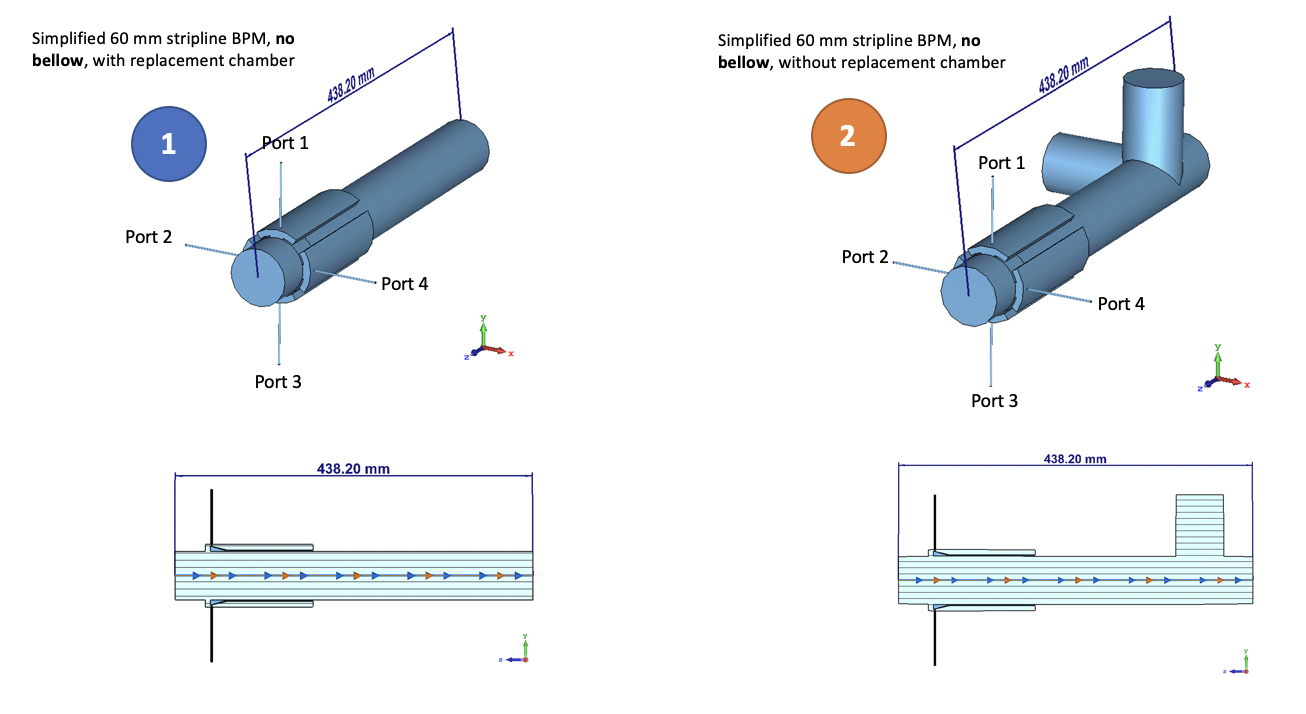 Simplified 60 mm stripline BPM, no
bellow, with replacement chamber
1
438.20 mm
Port 1
Port 2
Port 4
Port 3
y
x
z
438.20 mm
y
z
Simplified 60 mm stripline BPM, no
bellow, without replacement chamber
2
438.20 mm
Port 1
Port 2
Port 4
Port 3
y
x
z
438.20 mm
y
z